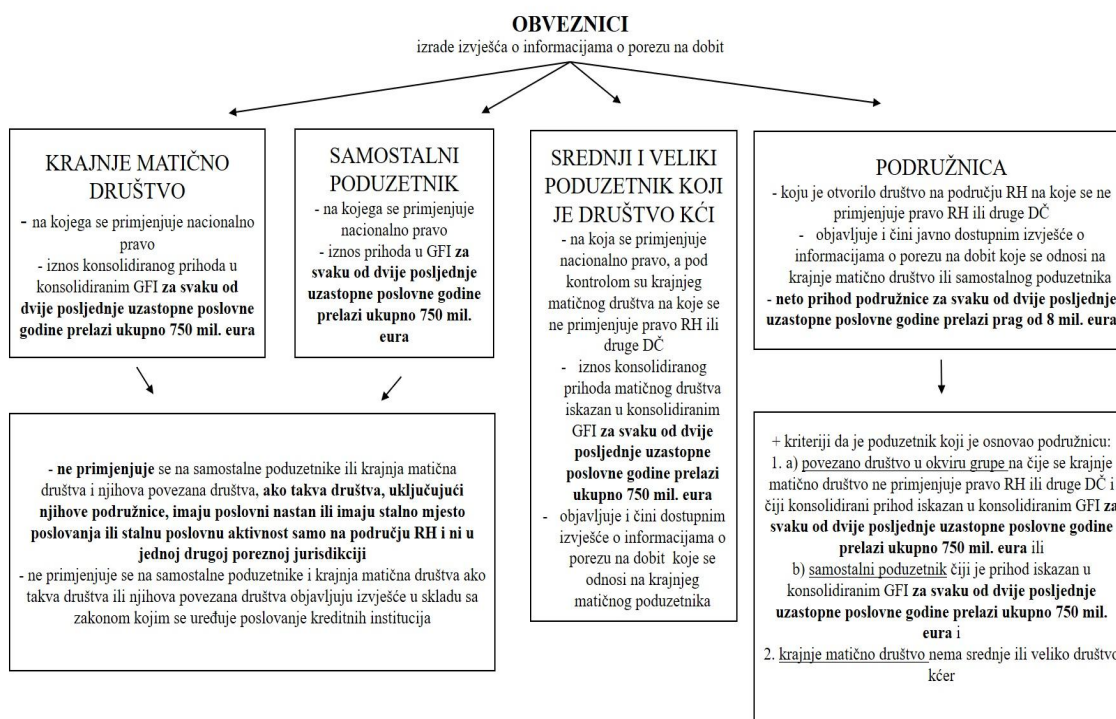 OBVEZNICI
izrade izvješća o informacijama o porezu na dobit
KRAJNJE MATIČNO
DRUŠTVO
- na kojega se primjenjuje nacionalno
pravo
- iznos konsolidiranog prihoda u
konsolidiranim GFI za svaku od
dvije posljednje uzastopne poslovne
godine prelazi ukupno 750 mil. eura
SAMOSTALNI
PODUZETNIK
- na kojega se primjenjuje
nacionalno pravo
- iznos prihoda u GFI za
svaku od dvije posljednje
uzastopne poslovne godine
prelazi ukupno 750 mil.
eura
SREDNJI I VELIKI
PODUZETNIK KOJI
JE DRUŠTVO KĆI
- na koja se primjenjuje
nacionalno pravo, a pod
kontrolom su krajnjeg
matičnog društva na koje se
ne primjenjuje pravo RH ili
druge DČ
- iznos konsolidiranog
prihoda matičnog društva
iskazan u konsolidiranim
GFI za svaku od dvije
posljednje uzastopne
poslovne godine prelazi
ukupno 750 mil. eura
- objavljuje i čini dostupnim
izvješće o informacijama o
porezu na dobit koje se
odnosi na krajnjeg
matičnog poduzetnika
PODRUŽNICA
- koju je otvorilo društvo na području RH na koje se ne
primjenjuje pravo RH ili druge DČ
- objavljuje i čini javno dostupnim izvješće o
informacijama o porezu na dobit koje se odnosi na
krajnje matično društvo ili samostalnog poduzetnika
- neto prihod podružnice za svaku od dvije posljednje
uzastopne poslovne godine prelazi prag od 8 mil. eura
- ne primjenjuje se na samostalne poduzetnike ili krajnja matična
društva i njihova povezana društva, ako takva društva, uključujući
njihove podružnice, imaju poslovni nastan ili imaju stalno mjesto
poslovanja ili stalnu poslovnu aktivnost samo na području RH i ni u
jednoj drugoj poreznoj jurisdikciji
- ne primjenjuje se na samostalne poduzetnike i krajnja matična društva ako
takva društva ili njihova povezana društva objavljuju izvješće u skladu sa
zakonom kojim se uređuje poslovanje kreditnih institucija
+ kriteriji da je poduzetnik koji je osnovao podružnicu:
1. a) povezano društvo u okviru grupe na čije se krajnje
matično društvo ne primjenjuje pravo RH ili druge DČ i
čiji konsolidirani prihod iskazan u konsolidiranim GFI za
svaku od dvije posljednje uzastopne poslovne godine
prelazi ukupno 750 mil. eura ili
b) samostalni poduzetnik čiji je prihod iskazan u
konsolidiranim GFI za svaku od dvije posljednje
uzastopne poslovne godine prelazi ukupno 750 mil.
eura i
2. krajnje matično društvo nema srednje ili veliko društvo
kćer